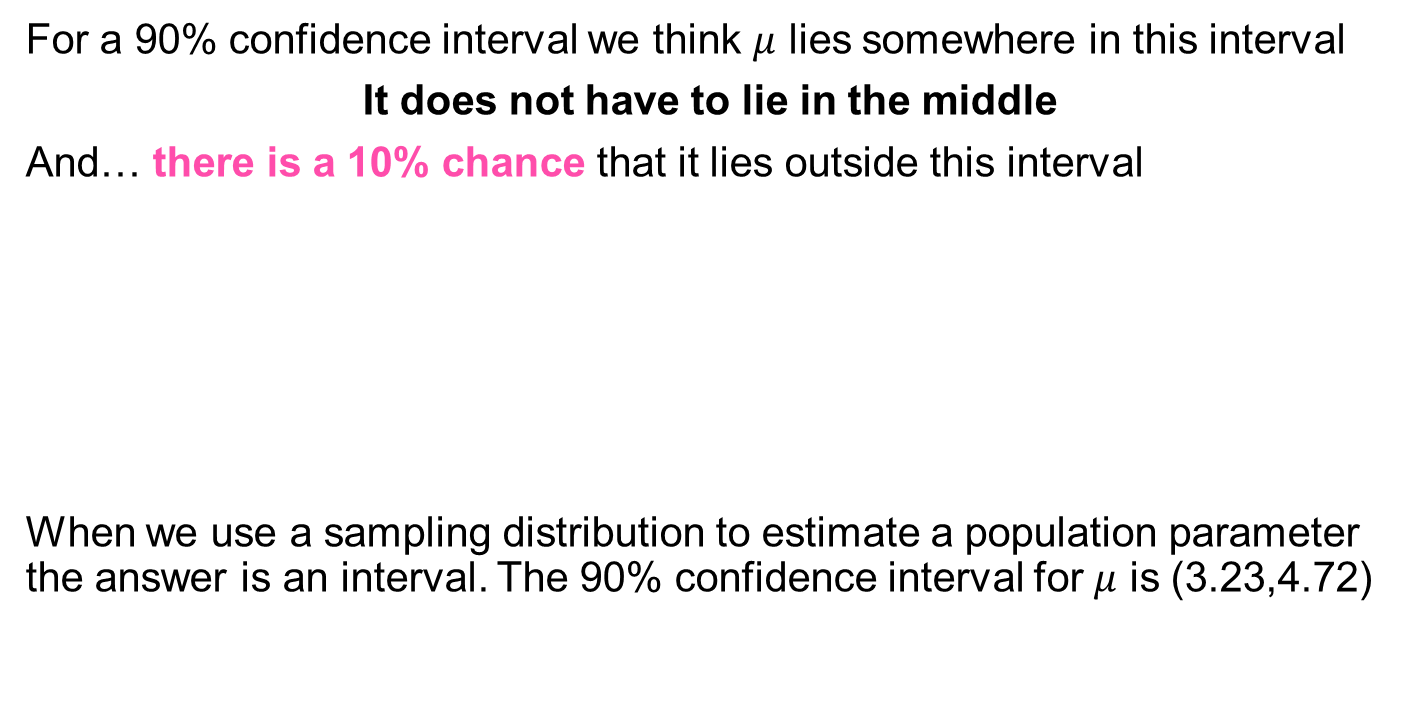 For a 90% confidence interval we think 𝜇 lies somewhere in this interval
It does not have to lie in the middle
And… there is a 10% chance that it lies outside this interval
When we use a sampling distribution to estimate a population parameter
the answer is an interval. The 90% confidence interval for 𝜇 is (3.23,4.72)